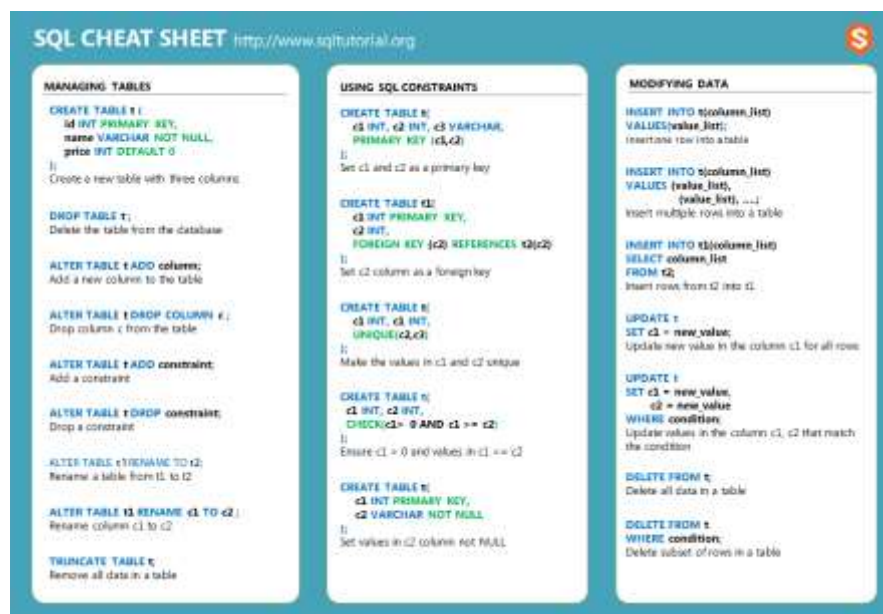 SQL CHEAT SHEET http://www.sqltutorial.org
S
MANAGING TABLES
CREATE TABLE t (
id INT PRIMARY KEY,
name VARCHAR NOT NULL,
price INT DEFAULT 0
);
Create a new table with three columns
DROP TABLE t ;
Delete the table from the database
ALTER TABLE t ADD column;
Add a new column to the table
ALTER TABLE t DROP COLUMN c ;
Drop column c from the table
ALTER TABLE t ADD constraint;
Add a constraint
ALTER TABLE t DROP constraint;
Drop a constraint
ALTER TABLE t1 RENAME TO t2;
Rename a table from t1 to t2
ALTER TABLE t1 RENAME c1 TO c2 ;
Rename column c1 to c2
TRUNCATE TABLE t;
Remove all data in a table
USING SQL CONSTRAINTS
CREATE TABLE t(
c1 INT, c2 INT, c3 VARCHAR,
PRIMARY KEY (c1,c2)
);
Set c1 and c2 as a primary key
CREATE TABLE t1(
c1 INT PRIMARY KEY,
c2 INT,
FOREIGN KEY (c2) REFERENCES t2(c2)
);
Set c2 column as a foreign key
CREATE TABLE t(
c1 INT, c1 INT,
UNIQUE(c2,c3)
);
Make the values in c1 and c2 unique
CREATE TABLE t(
c1 INT, c2 INT,
CHECK(c1> 0 AND c1 >= c2)
);
Ensure c1 > 0 and values in c1 >= c2
CREATE TABLE t(
c1 INT PRIMARY KEY,
c2 VARCHAR NOT NULL
);
Set values in c2 column not NULL
MODIFYING DATA
INSERT INTO t(column_list)
VALUES(value_list);
Insert one row into a table
INSERT INTO t(column_list)
VALUES (value_list),
(value_list), ....;
Insert multiple rows into a table
INSERT INTO t1(column_list)
SELECT column_list
FROM t2;
Insert rows from t2 into t1
UPDATE t
SET c1 = new_value;
Update new value in the column c1 for all rows
UPDATE t
SET c1 = new_value,
c2 = new_value
WHERE condition;
Update values in the column c1, c2 that match
the condition
DELETE FROM t;
Delete all data in a table
DELETE FROM t
WHERE condition;
Delete subset of rows in a table